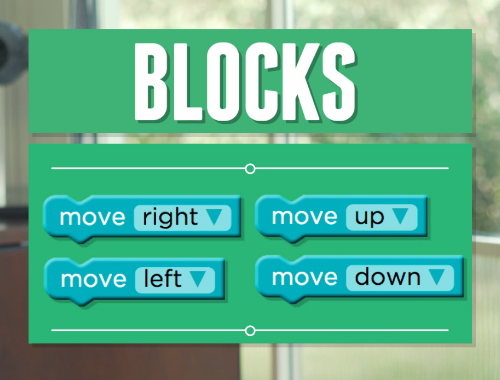 BLOCKS
move right ▼
move up ▼
move left ▼
move down ▼